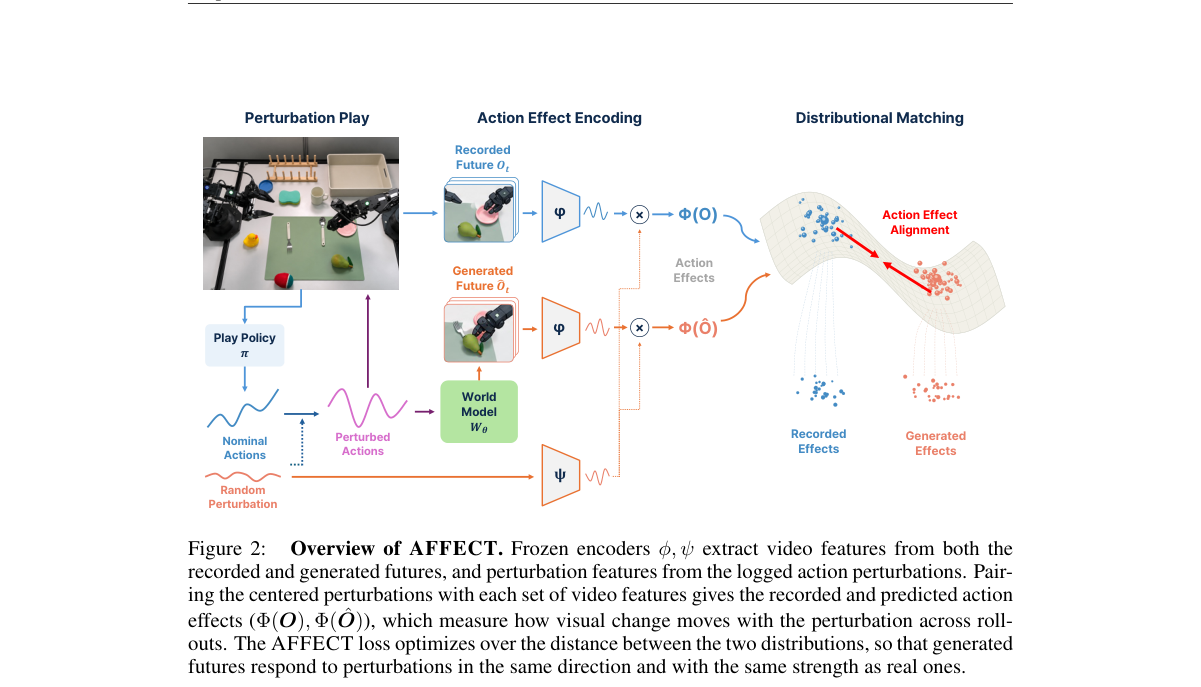 Perturbation Play
Action Effect Encoding
Distributional Matching
Recorded
Future O_t
φ
×
Φ(O)
Generated
Future Ô_t
φ
×
Φ(Ô)
Action
Effects
Action Effect
Alignment
Play Policy
π
World
Model
W_θ
Nominal
Actions
Perturbed
Actions
Random
Perturbation
ψ
Recorded
Effects
Generated
Effects
Figure 2: Overview of AFFECT. Frozen encoders ϕ, ψ extract video features from both the
recorded and generated futures, and perturbation features from the logged action perturbations. Pair-
ing the centered perturbations with each set of video features gives the recorded and predicted action
effects (Φ(O), Φ(Ô)), which measure how visual change moves with the perturbation across roll-
outs. The AFFECT loss optimizes over the distance between the two distributions, so that generated
futures respond to perturbations in the same direction and with the same strength as real ones.